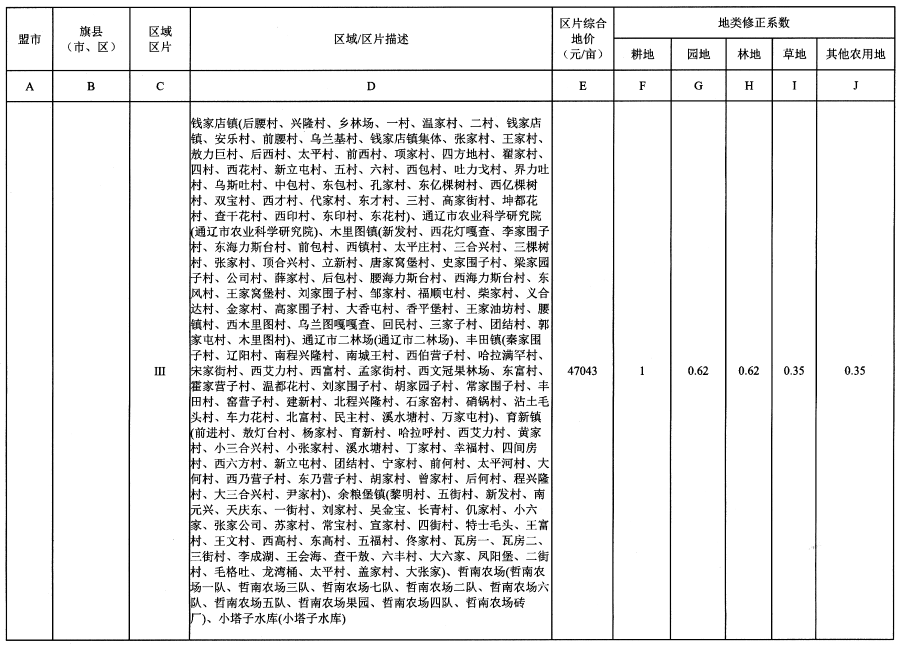 盟市
旗县
（市、区）
区域
区片
区域/区片描述
区片综合
地价
（元/亩）
地类修正系数
耕地
园地
林地
草地
其他农用地
A
B
C
D
E
F
G
H
I
J
钱家店镇(后腰村、兴隆村、乡林场、一村、温家村、二村、钱家店
镇、安乐村、前腰村、乌兰基村、钱家店镇集体、张家村、王家村、
敖力巨村、后西村、太平村、前西村、项家村、四方地村、翟家村、
四村、西花村、新立屯村、五村、六村、西包村、吐力戈村、界力吐
村、乌斯吐村、中包村、东包村、孔家村、东亿棵树村、西亿棵树
村、双宝村、西才村、代家村、东才村、三村、高家街村、坤都花
村、查干花村、西印村、东印村、东花村)、通辽市农业科学研究院
(通辽市农业科学研究院)、木里图镇(新发村、西花灯嘎查、李家围子
村、东海力斯台村、前包村、西镇村、太平庄村、三合兴村、三棵树
村、张家村、顶合兴村、立新村、唐家窝堡村、史家围子村、梁家园
子村、公司村、薛家村、后包村、腰海力斯台村、西海力斯台村、东
风村、王家窝堡村、刘家围子村、邹家村、福顺屯村、柴家村、义合
达村、金家村、高家围子村、大香屯村、香平堡村、王家油坊村、腰
镇村、西木里图村、乌兰图嘎嘎查、回民村、三家子村、团结村、郭
家屯村、木里图村)、通辽市二林场(通辽市二林场)、丰田镇(秦家围
子村、辽阳村、南程兴隆村、南城王村、西伯营子村、哈拉满罕村、
宋家街村、西艾力村、西富村、孟家街村、西文冠果林场、东富村、
霍家营子村、温都花村、刘家围子村、胡家园子村、常家围子村、丰
田村、窑营子村、建新村、北程兴隆村、石家窑村、硝锅村、沾土毛
头村、车力花村、北富村、民主村、溪水塘村、万家屯村)、育新镇
(前进村、敖灯台村、杨家村、育新村、哈拉呼村、西艾力村、黄家
村、小三合兴村、小张家村、溪水塘村、丁家村、幸福村、四间房
村、西六方村、新立屯村、团结村、宁家村、前何村、太平河村、大
何村、西乃营子村、东乃营子村、胡家村、曾家村、后何村、程兴隆
村、大三合兴村、尹家村)、余粮堡镇(黎明村、五街村、新发村、南
元兴、天庆东、一街村、刘家村、吴金宝、长青村、仉家村、小六
家、张家公司、苏家村、常宝村、宣家村、四街村、特士毛头、王富
村、王文村、西高村、东高村、五福村、佟家村、瓦房一、瓦房二、
三街村、李成湖、王会海、查干敖、六丰村、大六家、凤阳堡、二街
村、毛格吐、龙湾桶、太平村、盖家村、大张家)、哲南农场(哲南农
场一队、哲南农场三队、哲南农场七队、哲南农场二队、哲南农场六
队、哲南农场五队、哲南农场果园、哲南农场四队、哲南农场砖
厂)、小塔子水库(小塔子水库)
III
47043
1
0.62
0.62
0.35
0.35